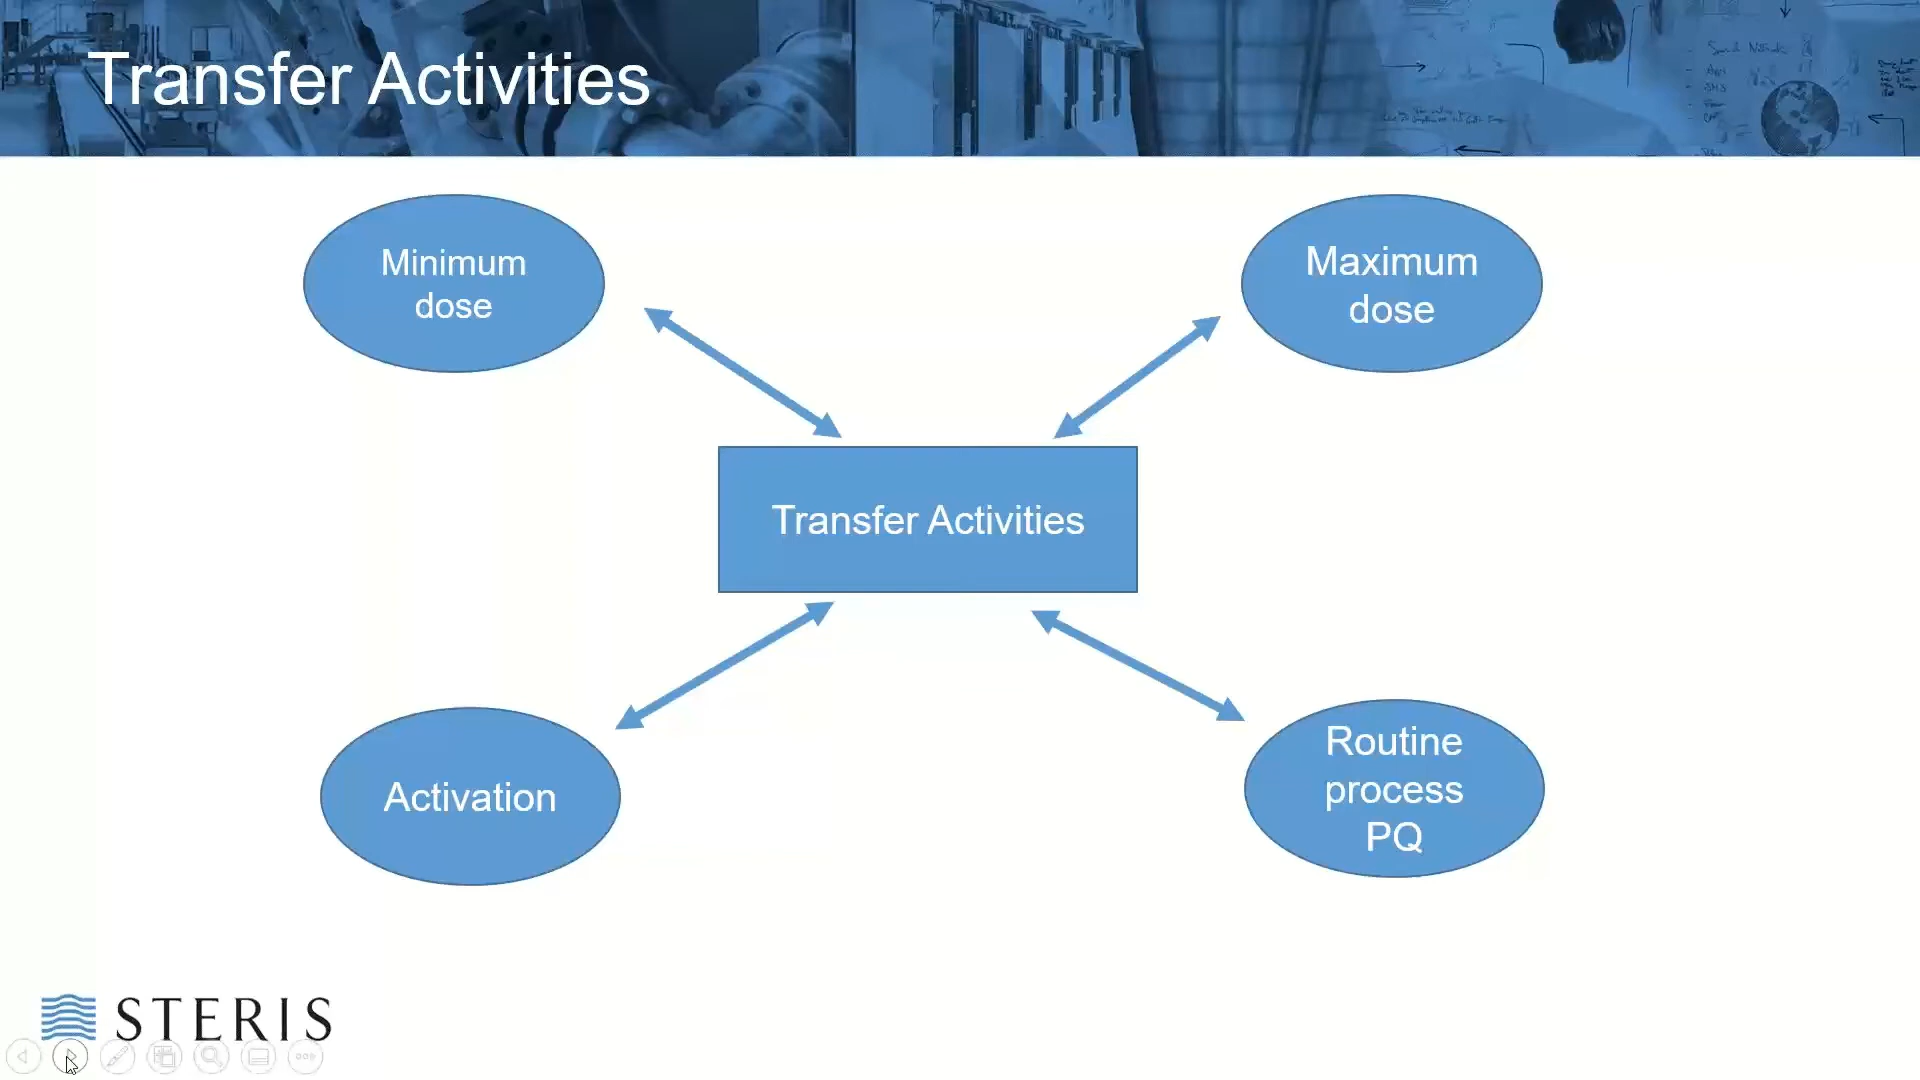 Transfer Activities
Minimum
dose
Maximum
dose
Transfer Activities
Activation
Routine
process
PQ
STERIS